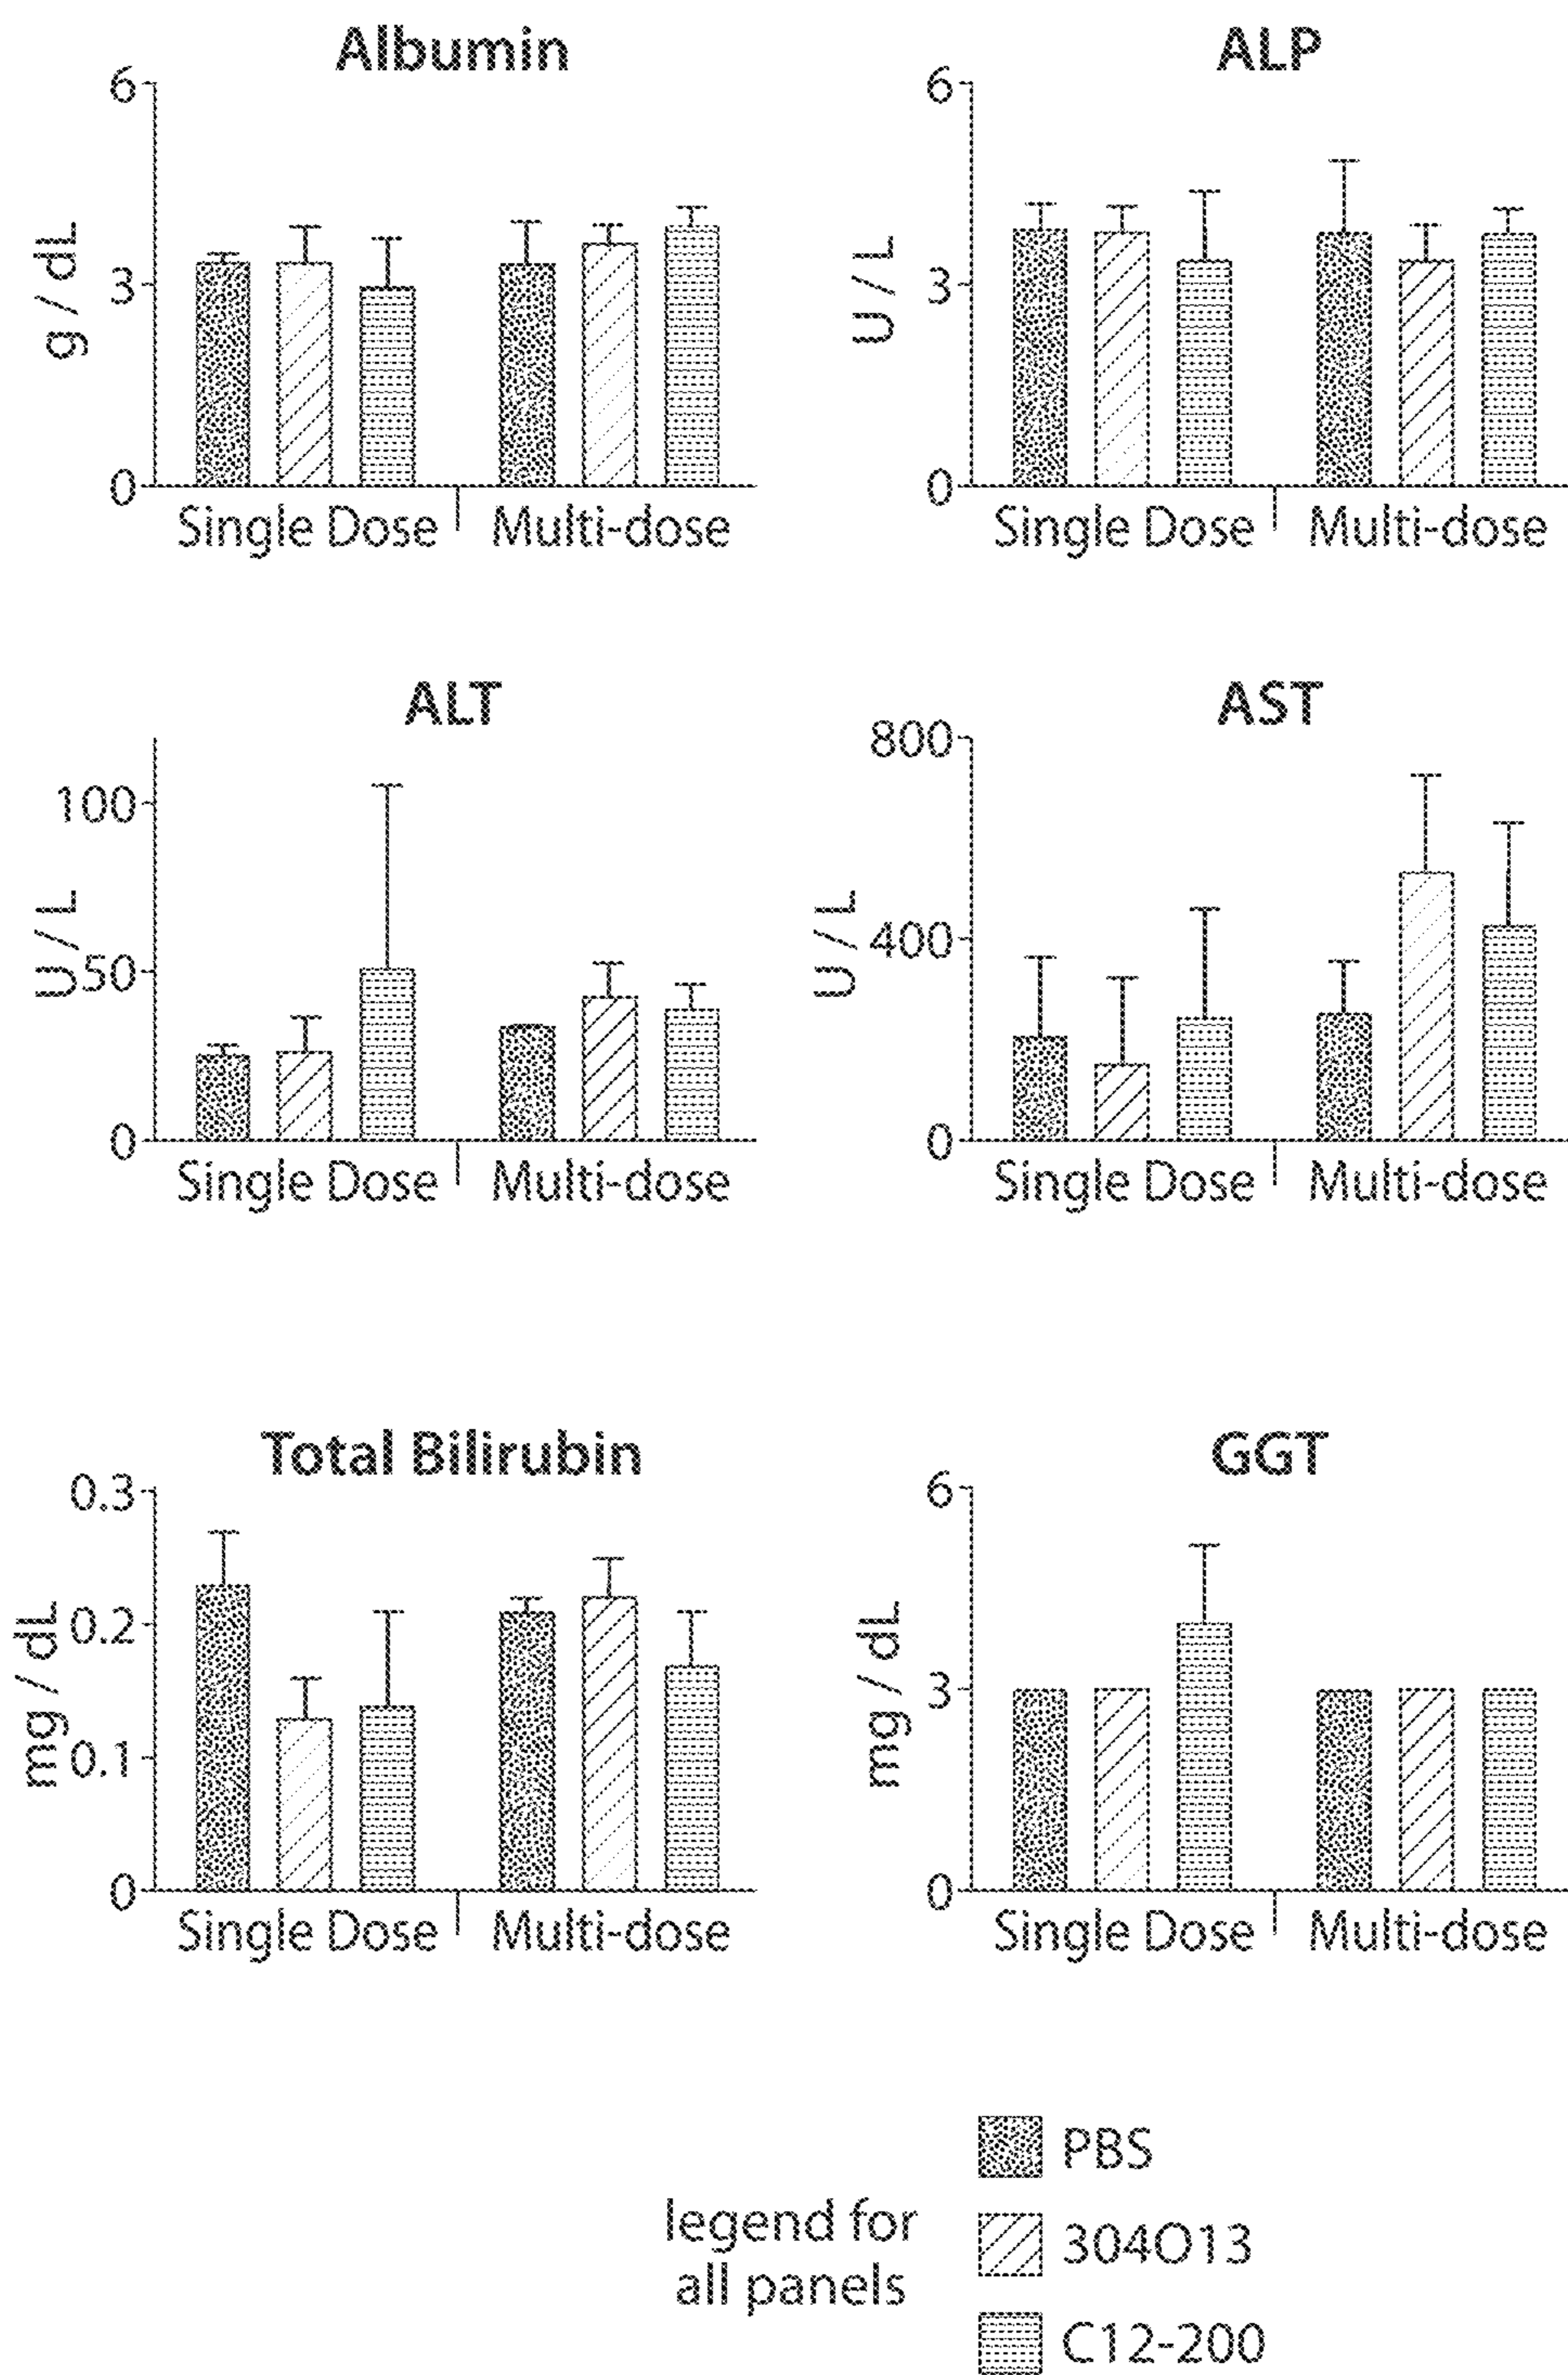 Albumin
6
3
0
g / dL
Single Dose
Multi-dose
ALP
6
3
0
U / L
Single Dose
Multi-dose
ALT
100
50
0
U / L
Single Dose
Multi-dose
AST
800
400
0
U / L
Single Dose
Multi-dose
Total Bilirubin
0.3
0.2
0.1
0
mg / dL
Single Dose
Multi-dose
GGT
6
3
0
mg / dL
Single Dose
Multi-dose
legend for
all panels
PBS
304O13
C12-200